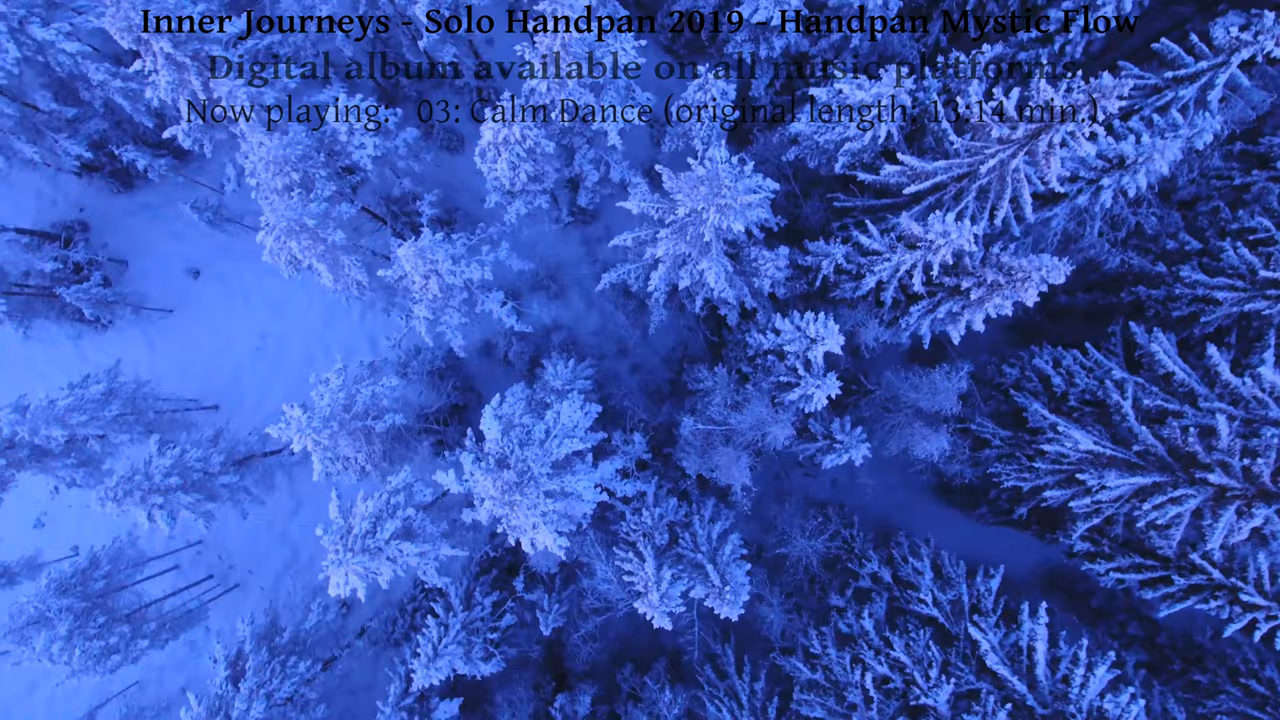 Inner Journeys - Solo Handpan 2019 - Handpan Mystic Flow
Digital album available on all music platforms
Now playing: 03: Calm Dance (original length: 13:14 min.)